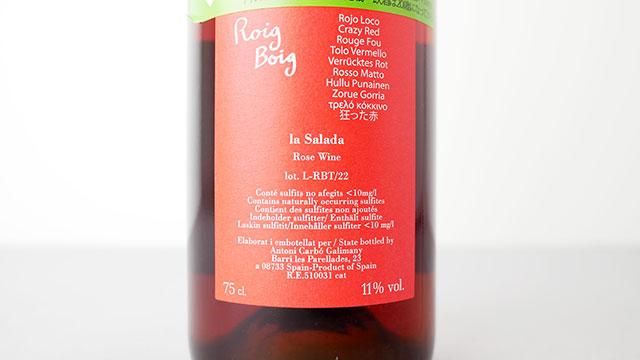 Roig
Boig
Rojo Loco
Crazy Red
Rouge Fou
Tolo Vermello
Verrücktes Rot
Rosso Matto
Hullu Punainen
Zorue Gorria
τρελό κόκκινο
狂った赤
la Salada
Rose Wine
lot. L-RBT/22
Conté sulfits no afegits <10mg/l
Contains naturally occurring sulfites
Contient des sulfites non ajoutés
Indeholder sulfitter/ Enthält sulfite
Laskin sulfitit/Innehåller sulfiter <10 mg/l
Elaborat i embotellat per / State bottled by
Antoni Carbó Galimany
Barri les Parellades, 23
a 08733 Spain-Product of Spain
R.E.510031 cat
75 cl.
11% vol.